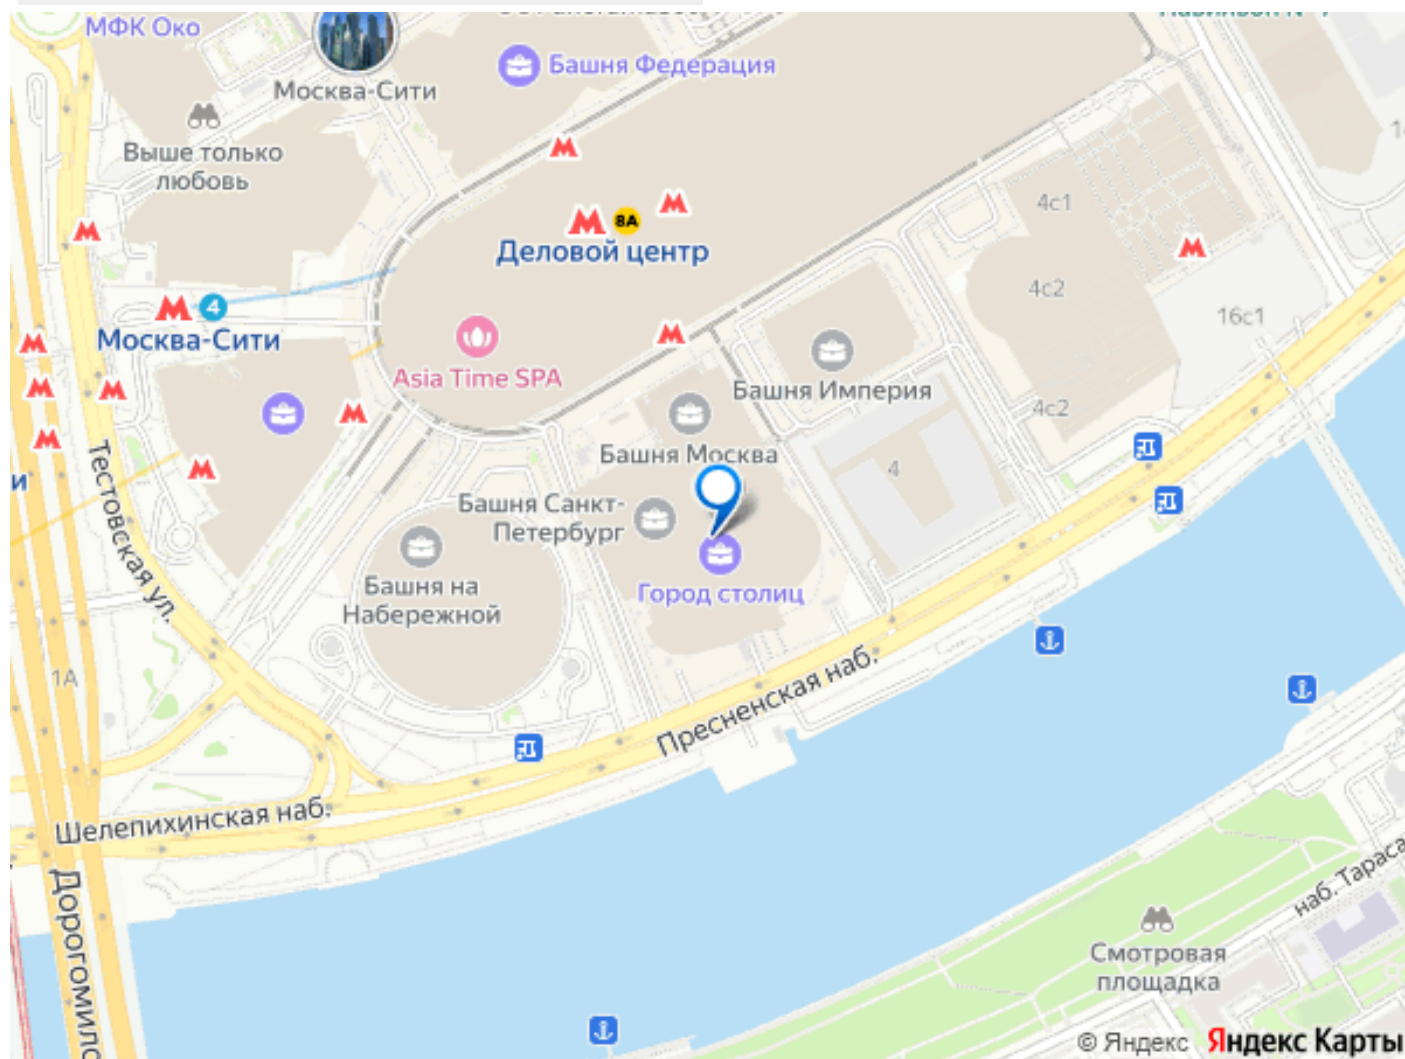 МФК Око
Башня Федерация
Москва-Сити
Выше только
любовь
4с1
8А
Деловой центр
4с2
4
Москва-Сити
16с1
Asia Time SPA
Башня Империя
4с2
Башня Москва
4
Башня Санкт-
Петербург
Тестовская ул.
Башня на
Набережной
Город столиц
1А
Пресненская наб.
Шелепихинская наб.
Дорогомило
наб. Тараса
Смотровая
площадка
© Яндекс Яндекс Карты